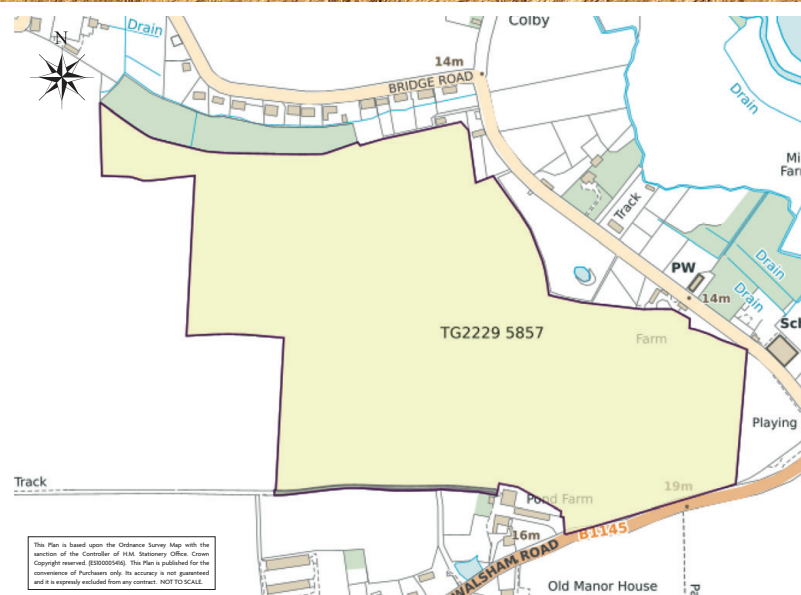 Colby
Drain
N
14m
BRIDGE ROAD
Drain
Mi
Farr
Track
PW
Drain
14m
Drain
Sch
TG2229 5857
Farm
Playing
Track
19m
Pond Farm
16m
B1145
WALSHAM ROAD
Old Manor House
Pa
This Plan is based upon the Ordnance Survey Map with the
sanction of the Controller of H.M. Stationery Office. Crown
Copyright reserved. (ES100005416). This Plan is published for the
convenience of Purchasers only. Its accuracy is not guaranteed
and it is expressly excluded from any contract. NOT TO SCALE.